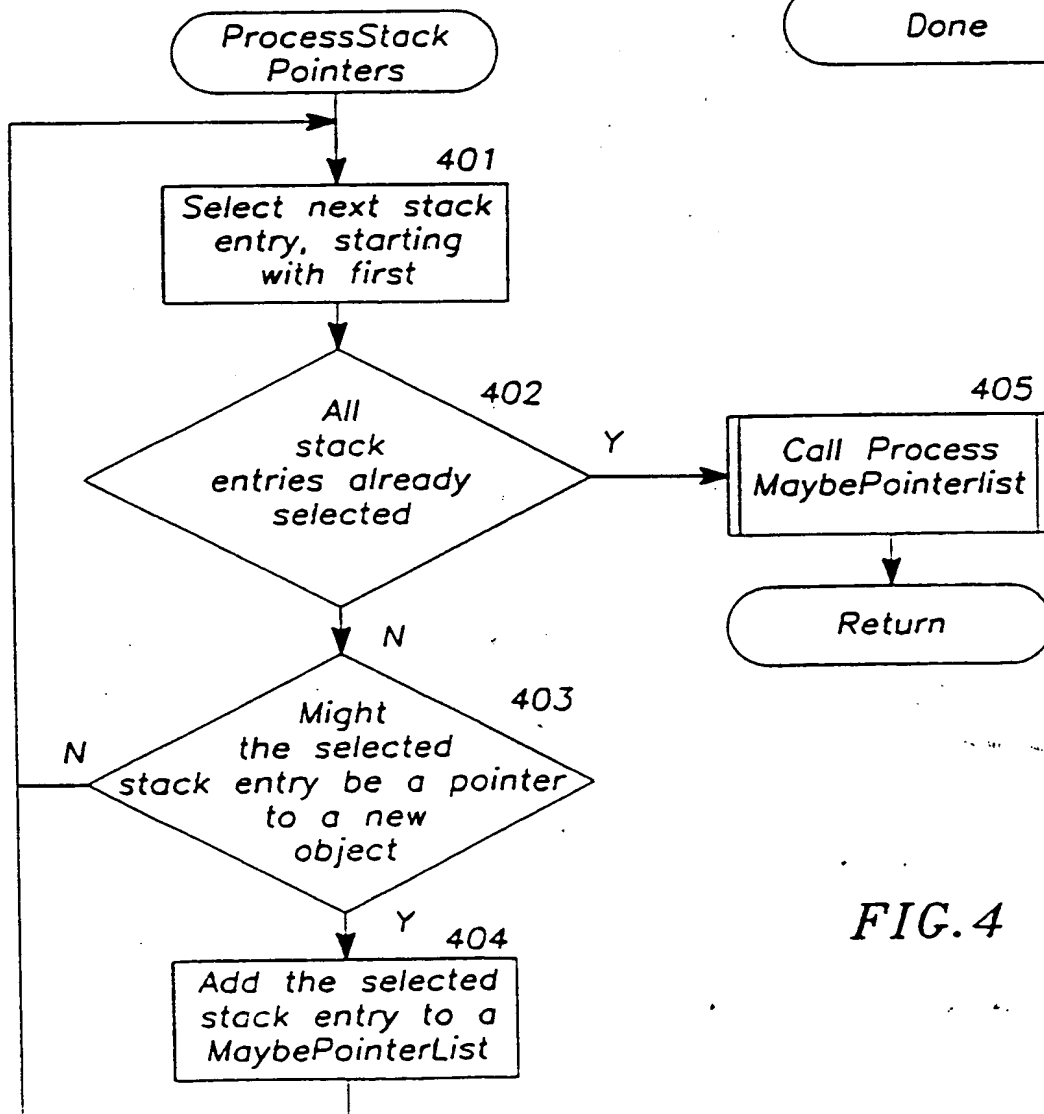 ProcessStack
Pointers
Done
401
Select next stack
entry, starting
with first
402
All
stack
entries already
selected
Y
405
Call Process
MaybePointerlist
Return
N
403
Might
the selected
stack entry be a pointer
to a new
object
N
Y
404
Add the selected
stack entry to a
MaybePointerList
FIG. 4